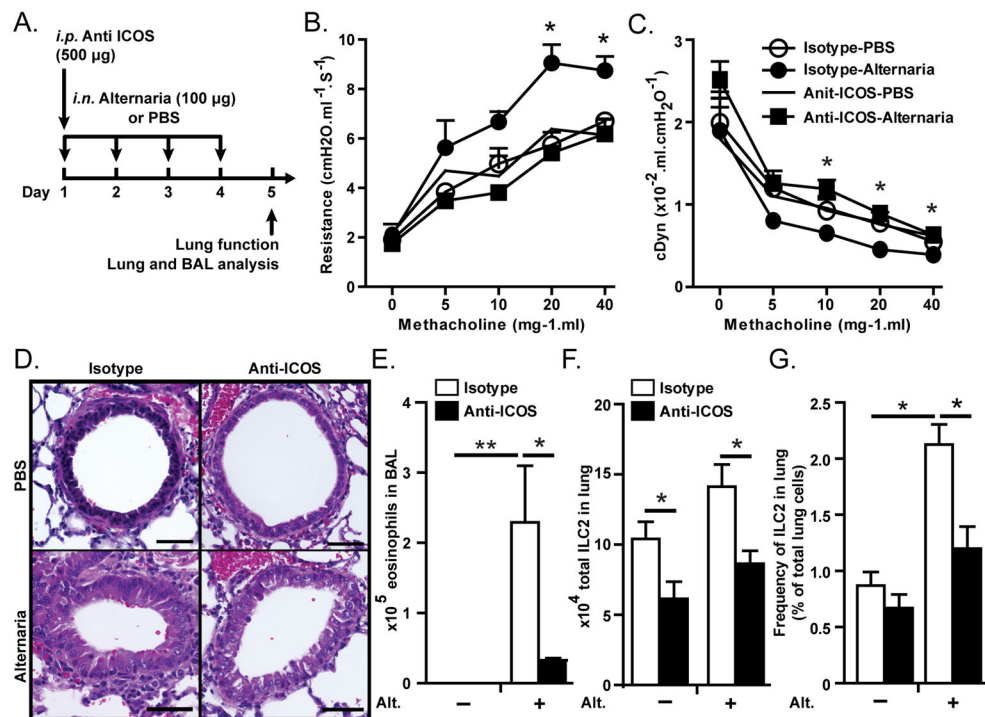 A.
i.p. Anti ICOS
(500 µg)
i.n. Alternaria (100 µg)
or PBS
Day 1 2 3 4 5
Lung function
Lung and BAL analysis
B.
Resistance (cmH2O.ml⁻¹.S⁻¹)
10
8
6
4
2
0
* *
0 5 10 20 40
Methacholine (mg-1.ml)
C.
cDyn (x10⁻².ml.cmH₂O⁻¹)
3
2
1
0
Isotype-PBS
Isotype-Alternaria
Anit-ICOS-PBS
Anti-ICOS-Alternaria
* * *
0 5 10 20 40
Methacholine (mg-1.ml)
D.
Isotype Anti-ICOS
PBS
Alternaria
E.
Isotype
Anti-ICOS
x10⁵ eosinophils in BAL
4
3
2
1
0
** *
Alt. − +
F.
Isotype
Anti-ICOS
x10⁴ total ILC2 in lung
20
15
10
5
0
* *
− +
G.
Frequency of ILC2 in lung
(% of total lung cells)
2.5
2.0
1.5
1.0
0.5
0.0
* *
Alt. − +